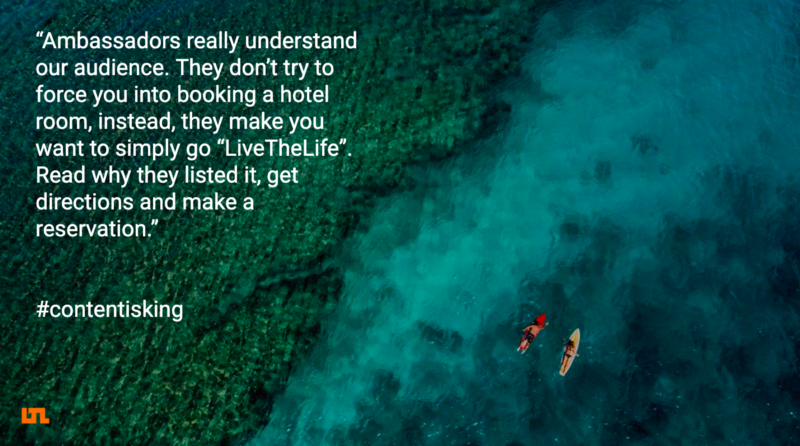 “Ambassadors really understand
our audience. They don’t try to
force you into booking a hotel
room, instead, they make you
want to simply go “LiveTheLife”.
Read why they listed it, get
directions and make a
reservation.”
#contentisking
LTL